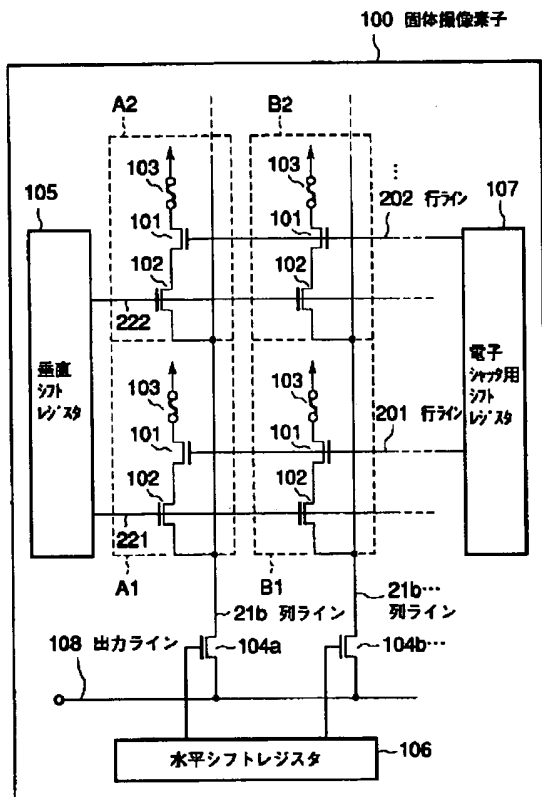 100 固体撮像素子
A2
B2
103
103
105
107
101
101
202 行ライン
102
102
222
垂直
シフト
レジスタ
電子
シャッタ用
シフト
レジスタ
103
103
101
101
201 行ライン
102
102
221
A1
B1
21b 列ライン
21b…
列ライン
108 出力ライン
104a
104b…
水平シフトレジスタ
106